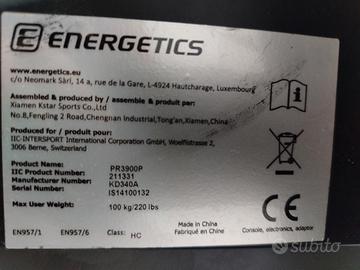 ENERGETICS
www.energetics.eu
c/o Neomark Sàrl, 14 a, rue de la Gare, L-4924 Hautcharage, Luxembourg
Assembled & produced by / assemble & produit par:
Xiamen Kstar Sports Co.,Ltd
No.8,Fengling 2 Road,Chengnan Industrial,Tong'an,Xiamen,China
Produced for / produit pour:
IIC-INTERSPORT International Corporation GmbH, Woelflistrasse 2,
3006 Berne, Switzerland
Product Name: PR3900P
IIC Product Number: 211331
Manufacturer Number: KD340A
Serial Number: IS14100132
Max User Weight: 100 kg/220 lbs
EN957/1 EN957/6 Class: HC
Made in China
Fabriqué en Chine
CE
Console, electronics, adaptor
subito